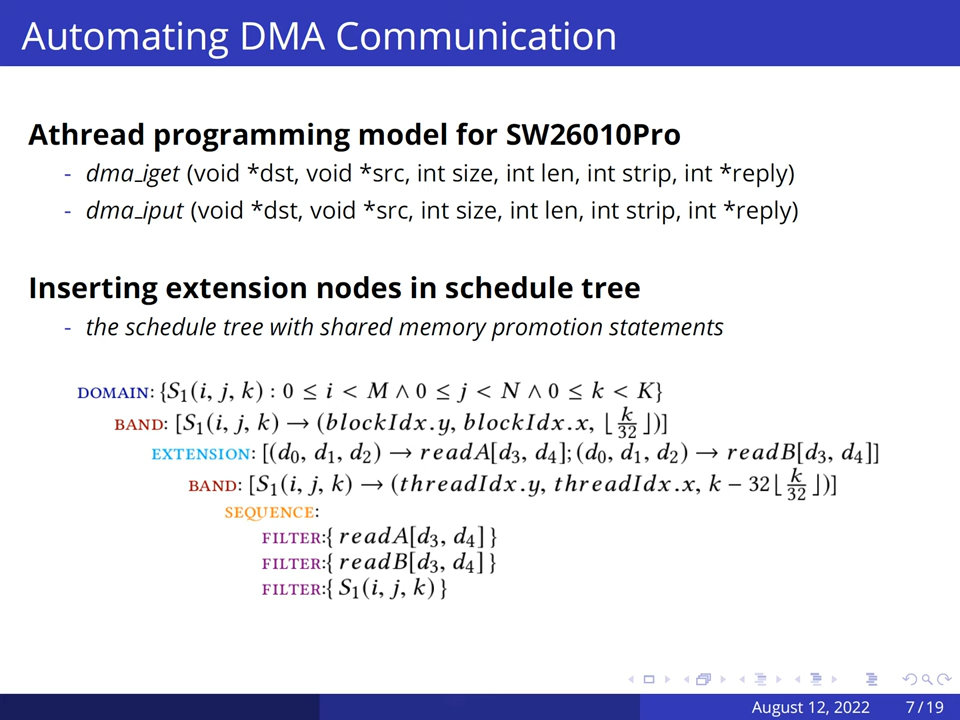 Automating DMA Communication
Athread programming model for SW26010Pro
- dma_iget (void *dst, void *src, int size, int len, int strip, int *reply)
- dma_iput (void *dst, void *src, int size, int len, int strip, int *reply)
Inserting extension nodes in schedule tree
- the schedule tree with shared memory promotion statements
DOMAIN: {S₁(i, j, k) : 0 ≤ i < M ∧ 0 ≤ j < N ∧ 0 ≤ k < K}
BAND: [S₁(i, j, k) → (blockIdx.y, blockIdx.x, ⌊k/32⌋)]
EXTENSION: [(d₀, d₁, d₂) → readA[d₃, d₄]; (d₀, d₁, d₂) → readB[d₃, d₄]]
BAND: [S₁(i, j, k) → (threadIdx.y, threadIdx.x, k − 32⌊k/32⌋)]
SEQUENCE:
FILTER:{ readA[d₃, d₄] }
FILTER:{ readB[d₃, d₄] }
FILTER:{ S₁(i, j, k) }
August 12, 2022 7 / 19